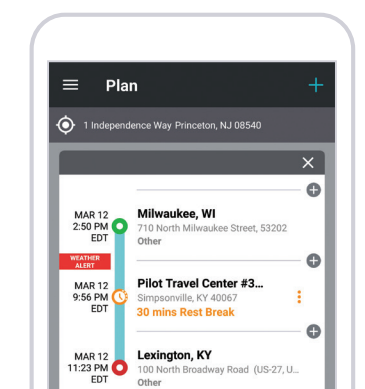 Plan
1 Independence Way Princeton, NJ 08540
MAR 12
2:50 PM
EDT
Milwaukee, WI
710 North Milwaukee Street, 53202
Other
WEATHER
ALERT
MAR 12
9:56 PM
EDT
Pilot Travel Center #3...
Simpsonville, KY 40067
30 mins Rest Break
MAR 12
11:23 PM
EDT
Lexington, KY
100 North Broadway Road (US-27, U...
Other